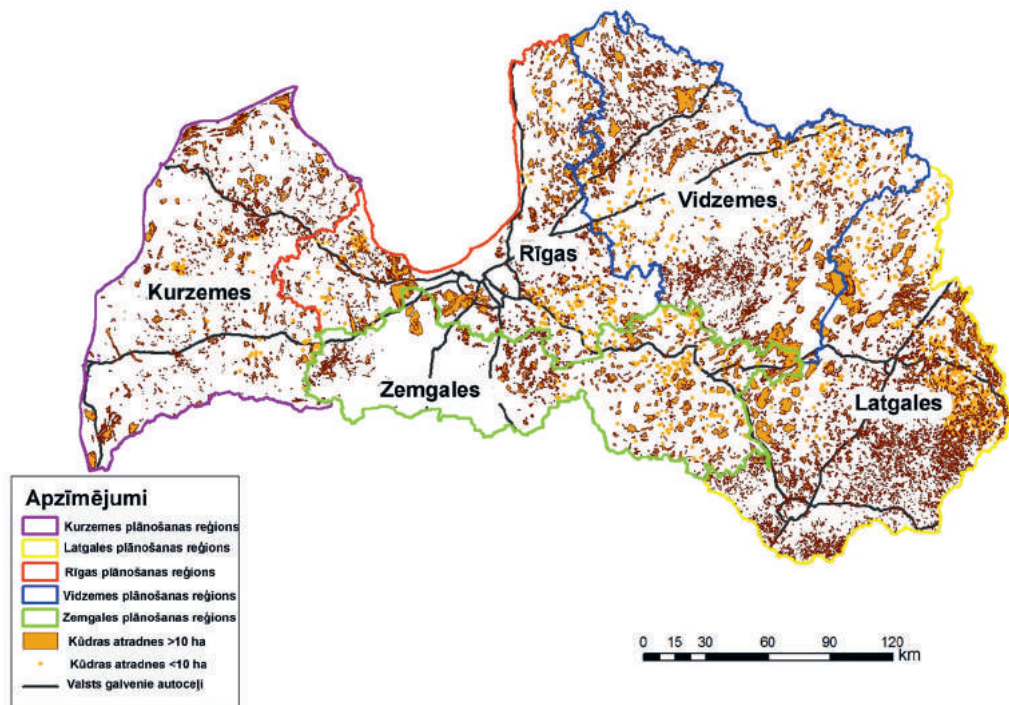 Vidzemes
Rīgas
Kurzemes
Zemgales
Latgales
Apzīmējumi
Kurzemes plānošanas reģions
Latgales plānošanas reģions
Rīgas plānošanas reģions
Vidzemes plānošanas reģions
Zemgales plānošanas reģions
Kūdras atradnes >10 ha
Kūdras atradnes <10 ha
Valsts galvenie autoceļi
0 15 30 60 90 120
km